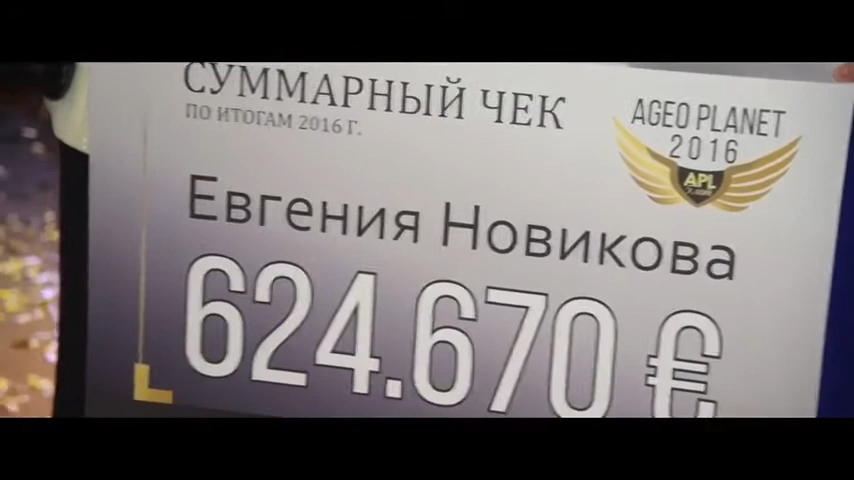 СУММАРНЫЙ ЧЕК
ПО ИТОГАМ 2016 Г.
AGEO PLANET
2016
APL
Евгения Новикова
624.670 €